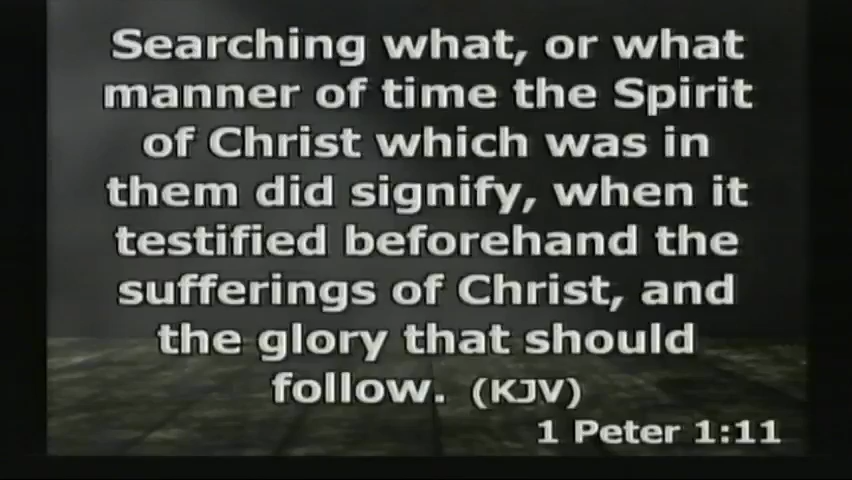 Searching what, or what
manner of time the Spirit
of Christ which was in
them did signify, when it
testified beforehand the
sufferings of Christ, and
the glory that should
follow. (KJV)
1 Peter 1:11